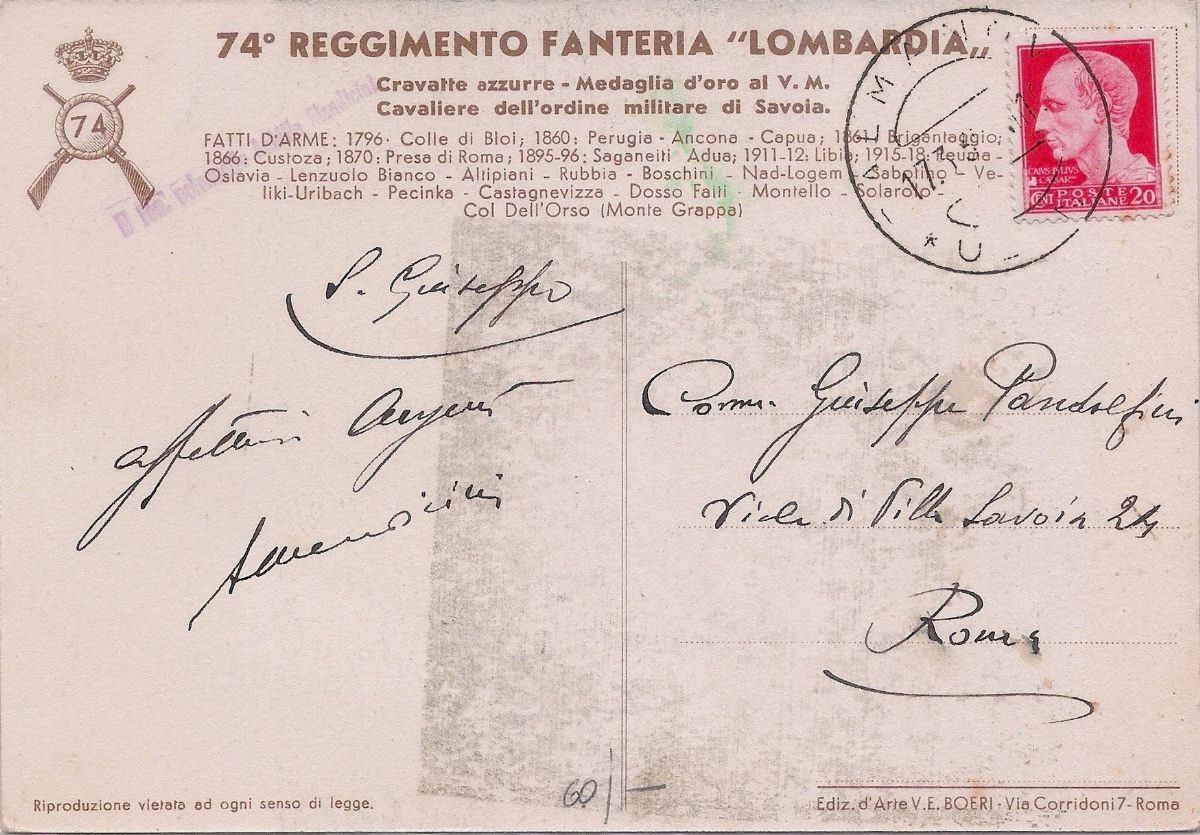 74° REGGIMENTO FANTERIA "LOMBARDIA„
Cravatte azzurre - Medaglia d'oro al V. M.
Cavaliere dell'ordine militare di Savoia.
74
FATTI D'ARME: 1796· Colle di Bloi; 1860: Perugia - Ancona - Capua; 1861 Brigantaggio;
1866: Custoza; 1870: Presa di Roma; 1895-96: Saganeiti Adua; 1911-12: Libia; 1915-18:
Oslavia - Lenzuolo Bianco - Altipiani - Rubbia - Boschini - Nad-Logem - Sabotino - Ve-
liki-Uribach - Pecinka - Castagnevizza - Dosso Faiti - Montello - Solarolo -
Col Dell'Orso (Monte Grappa)
CAIVS IVLIVS
CAESAR
POSTE
ITALIANE 20
S. Giuseppe
affettuosi auguri
Comm. Giuseppe Pandolfini
Viale di Villa Savoia 24
Roma
60/-
Riproduzione vietata ad ogni senso di legge.
Ediz. d'Arte V. E. BOERI - Via Corridoni 7 - Roma